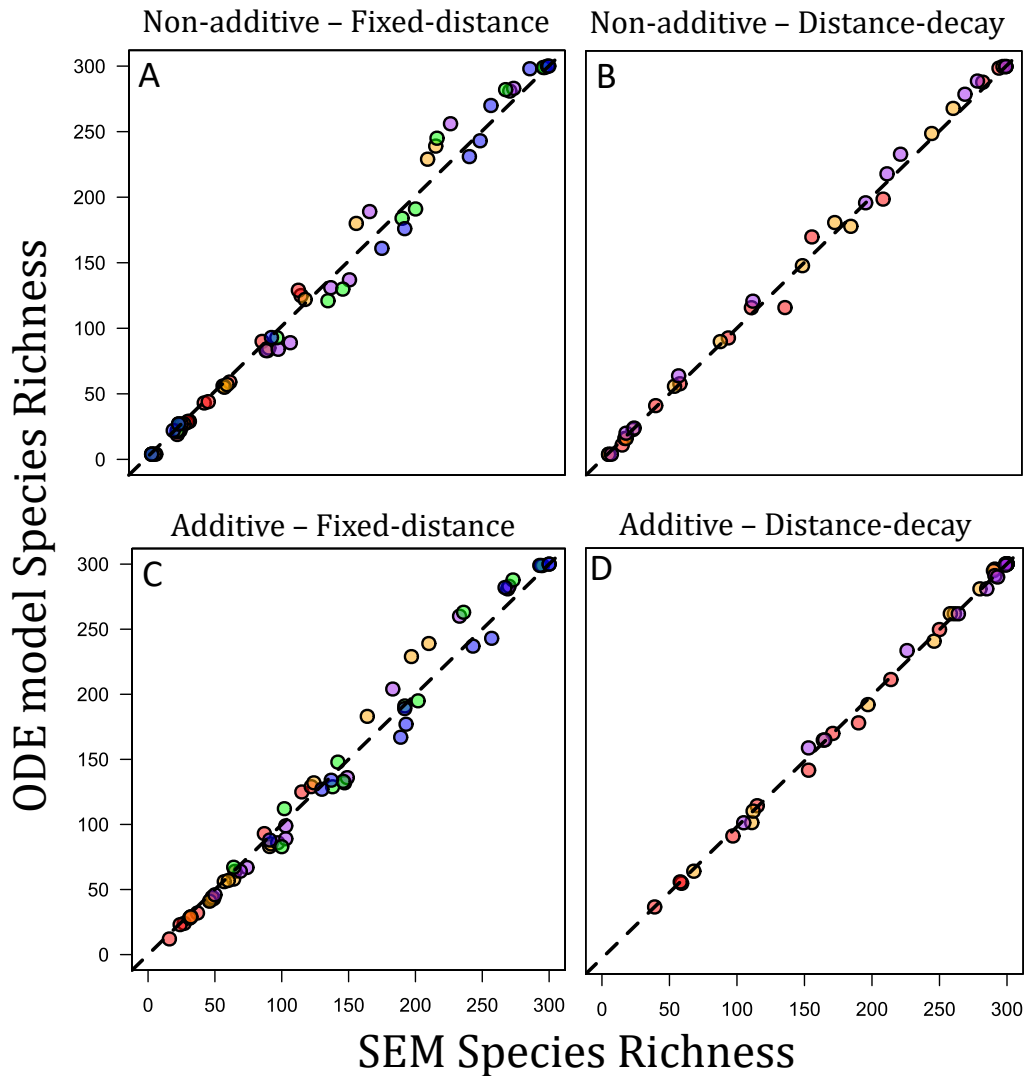 Non-additive – Fixed-distance
Non-additive – Distance-decay
A
B
300
250
200
150
100
50
0
ODE model Species Richness
Additive – Fixed-distance
Additive – Distance-decay
C
D
300
250
200
150
100
50
0
0 50 100 150 200 250 300
0 50 100 150 200 250 300
SEM Species Richness